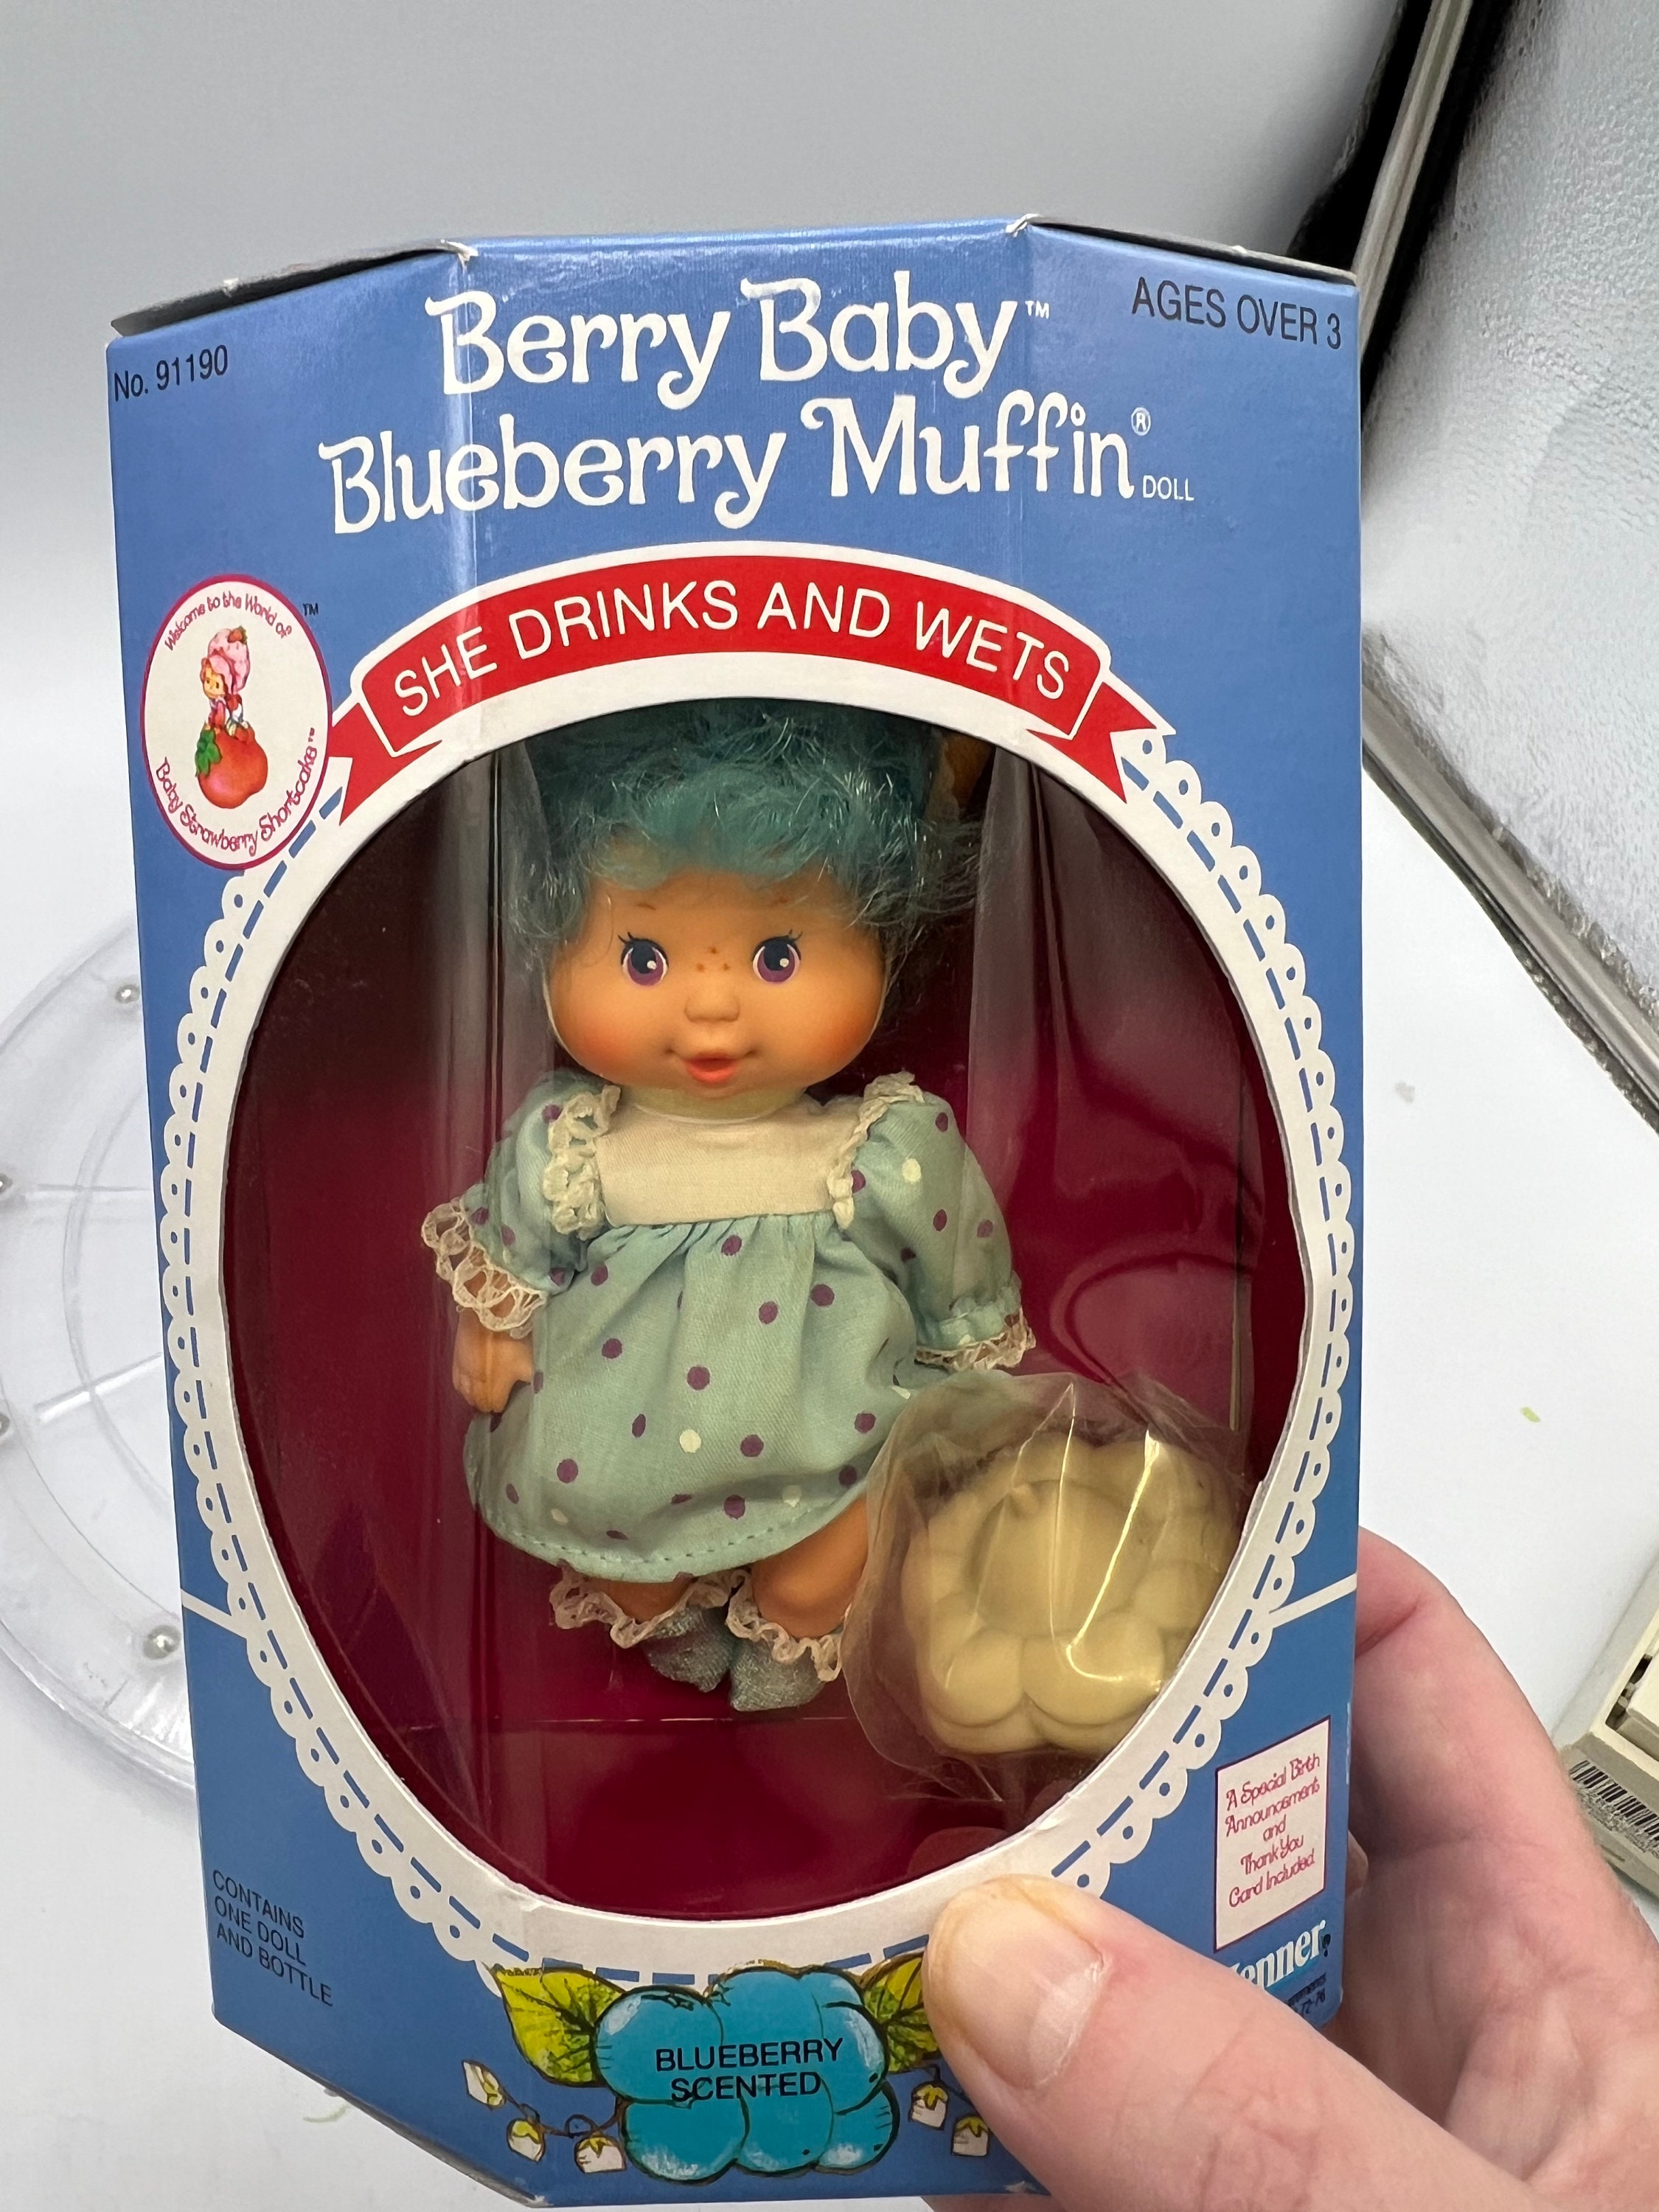 No. 91190
Berry Baby™
AGES OVER 3
Blueberry Muffin® DOLL
SHE DRINKS AND WETS
Welcome to the World of ™
Baby Strawberry Shortcake™
A Special Birth
Announcement
and
Thank You
Card Included
CONTAINS
ONE DOLL
AND BOTTLE
BLUEBERRY
SCENTED